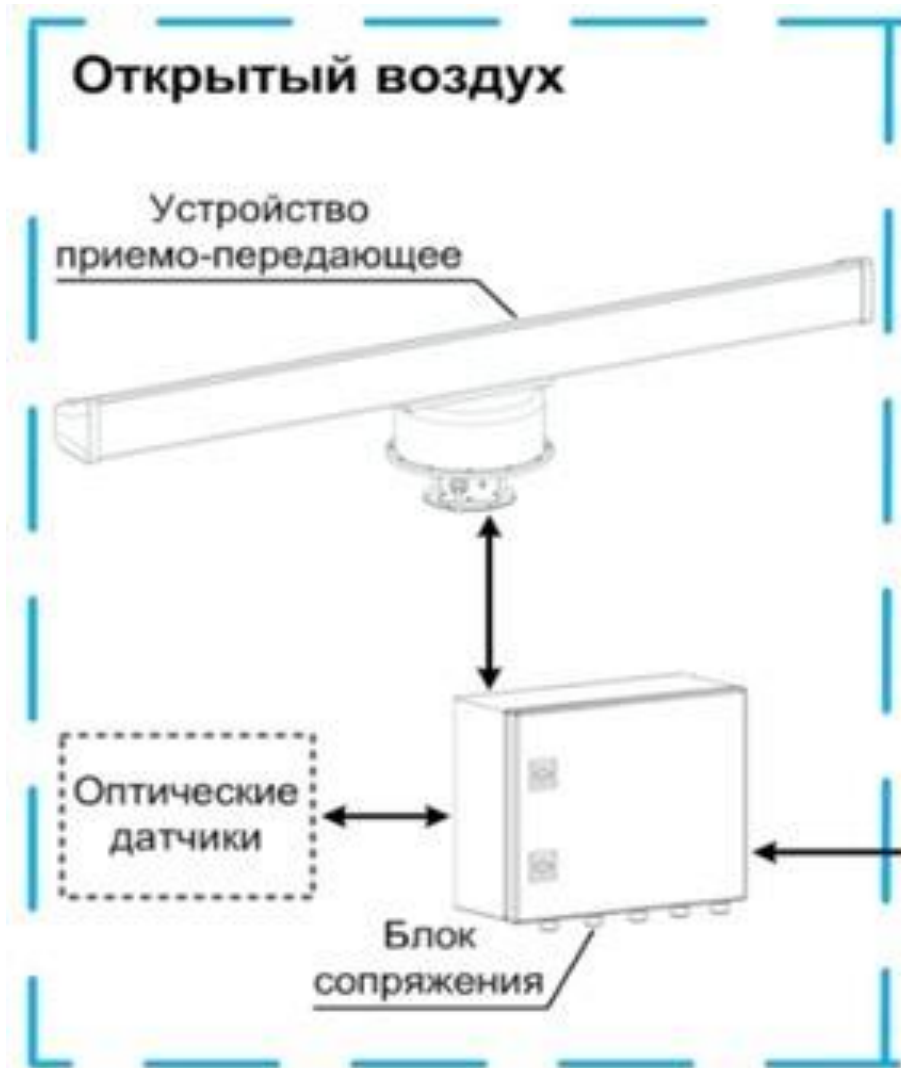 Открытый воздух
Устройство
приемо-передающее
Оптические
датчики
Блок
сопряжения